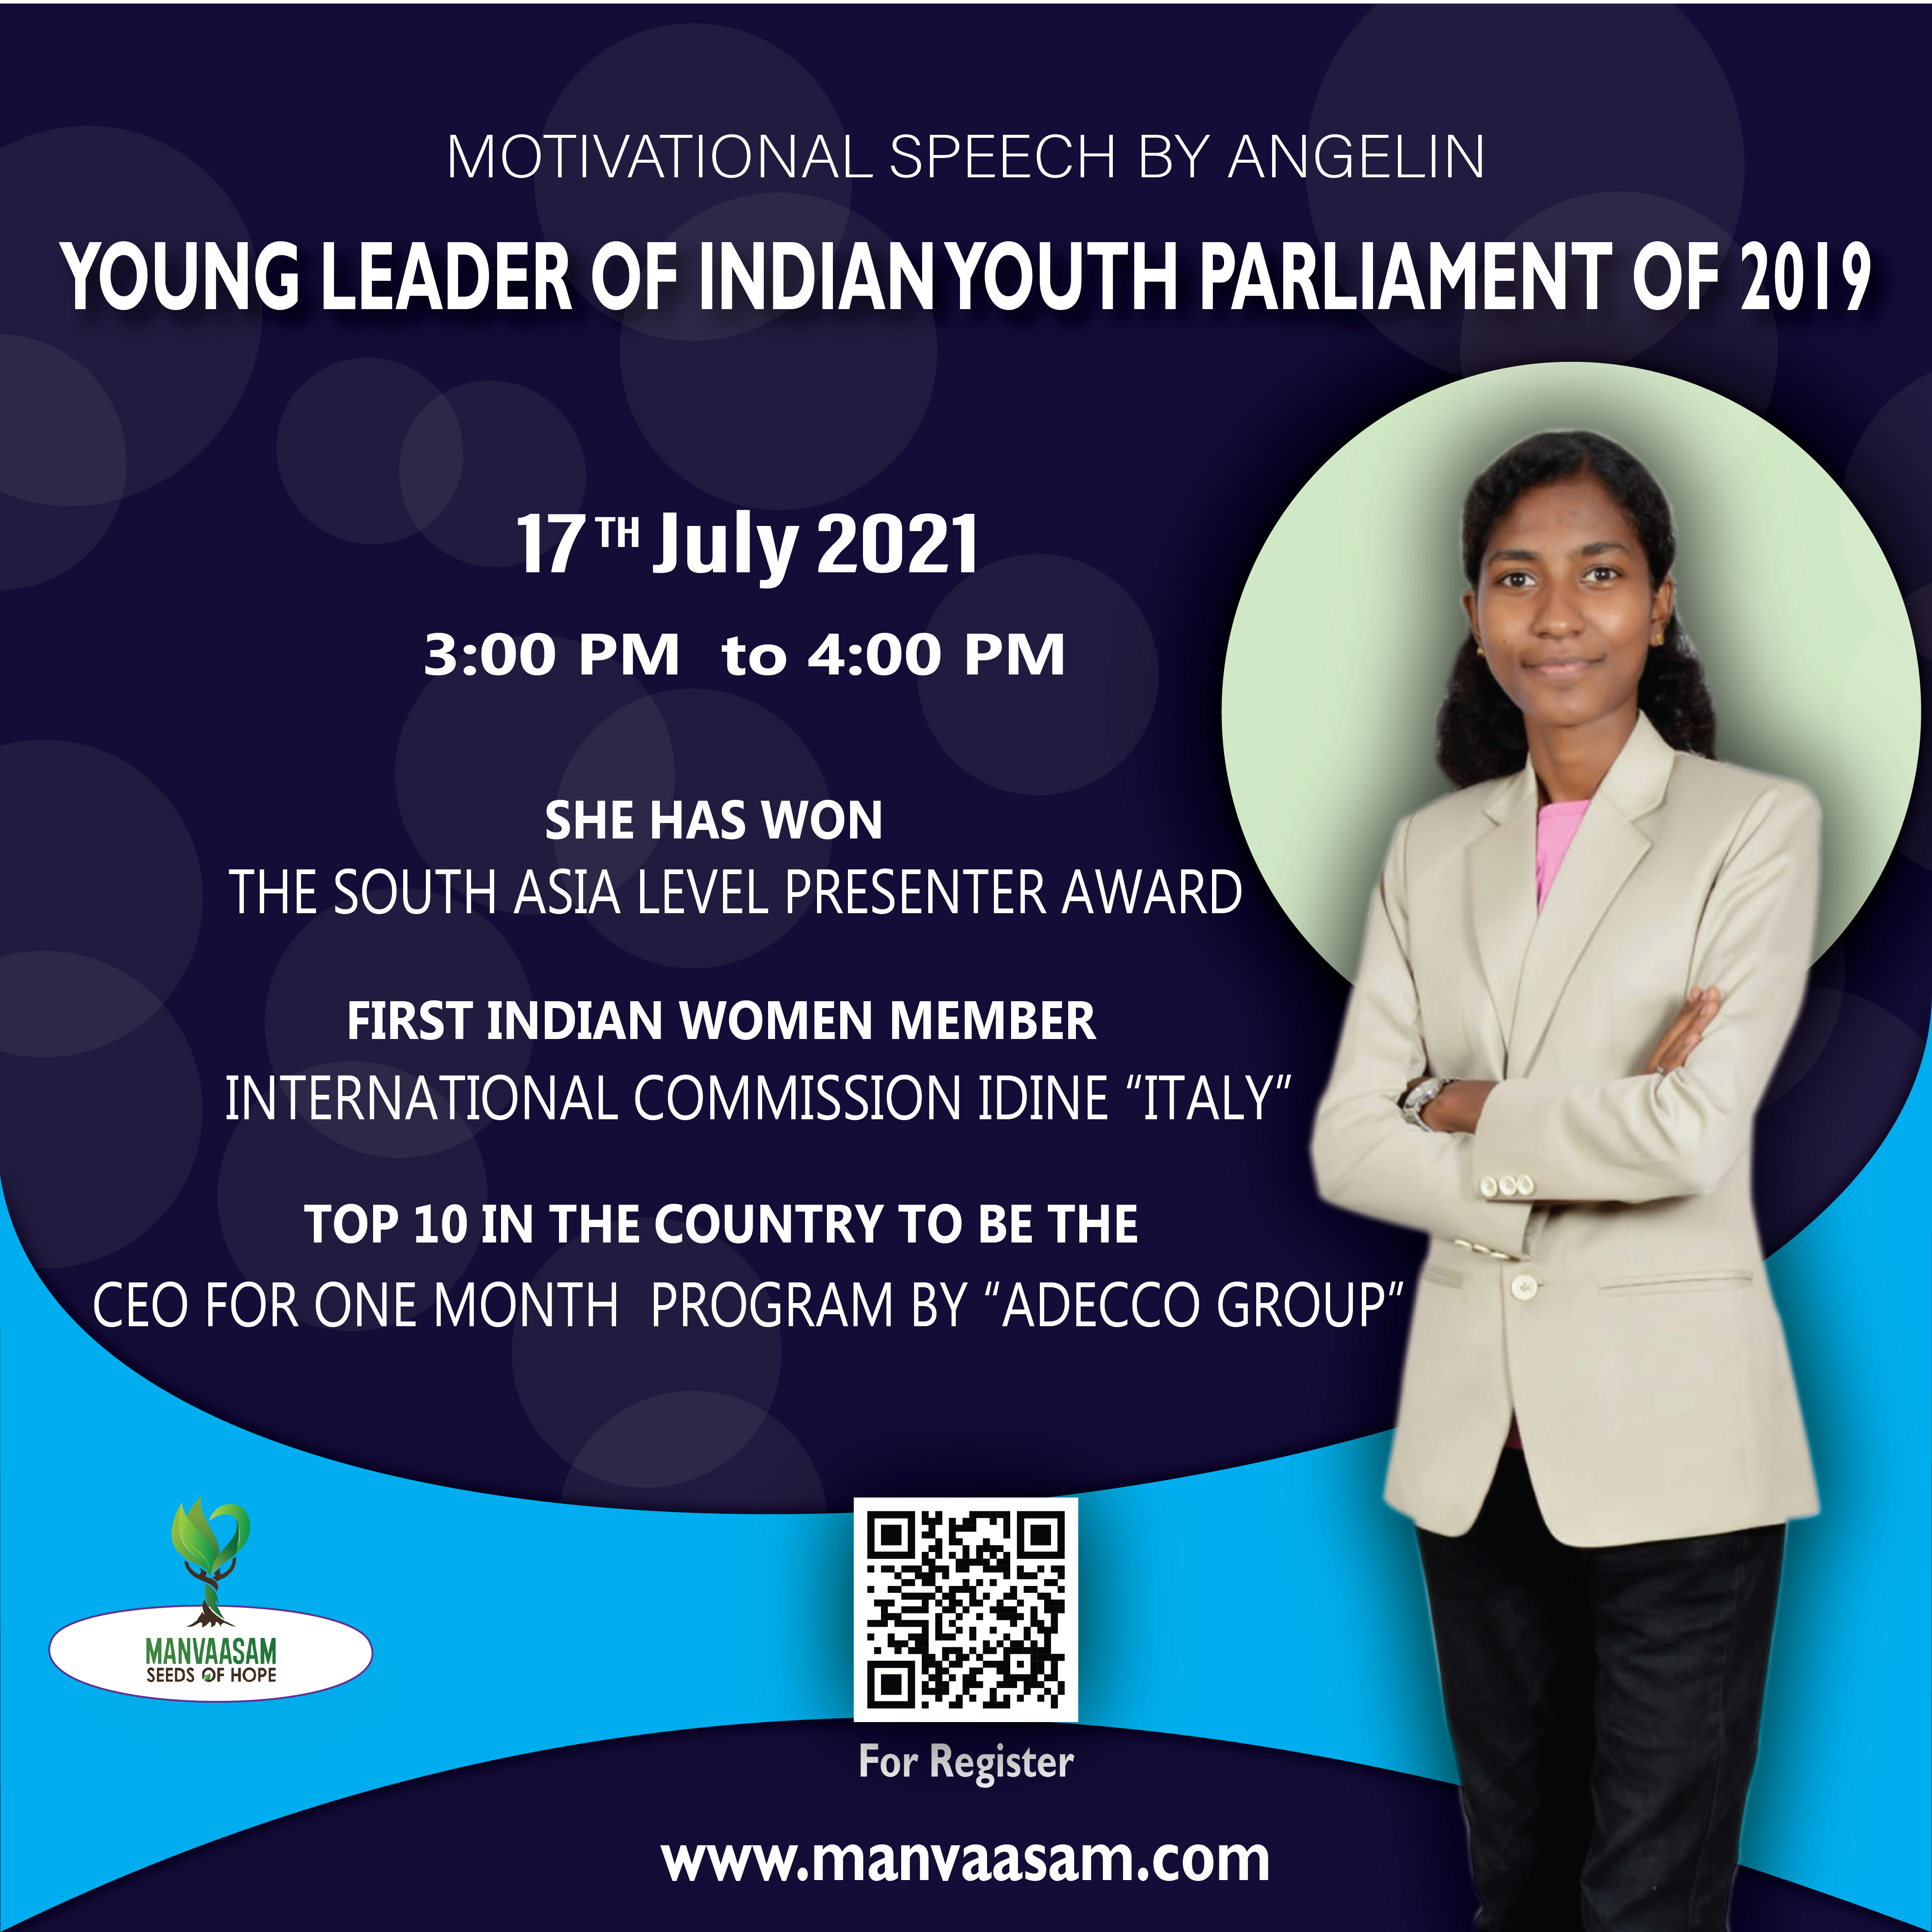 MOTIVATIONAL SPEECH BY ANGELIN
YOUNG LEADER OF INDIAN YOUTH PARLIAMENT OF 2019
17TH July 2021
3:00 PM to 4:00 PM
SHE HAS WON
THE SOUTH ASIA LEVEL PRESENTER AWARD
FIRST INDIAN WOMEN MEMBER
INTERNATIONAL COMMISSION IDINE “ITALY”
TOP 10 IN THE COUNTRY TO BE THE
CEO FOR ONE MONTH PROGRAM BY “ADECCO GROUP”
MANVAASAM
SEEDS OF HOPE
For Register
www.manvaasam.com